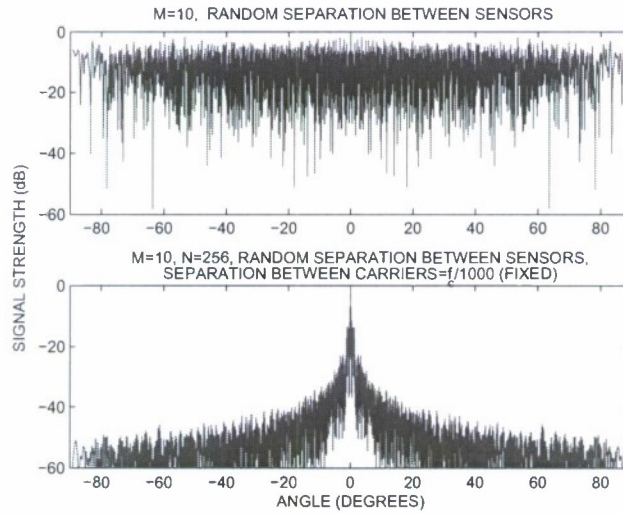 M=10, RANDOM SEPARATION BETWEEN SENSORS
0
−20
−40
−60
−80 −60 −40 −20 0 20 40 60 80
SIGNAL STRENGTH (dB)
M=10, N=256, RANDOM SEPARATION BETWEEN SENSORS,
SEPARATION BETWEEN CARRIERS=fc/1000 (FIXED)
0
−20
−40
−60
−80 −60 −40 −20 0 20 40 60 80
ANGLE (DEGREES)